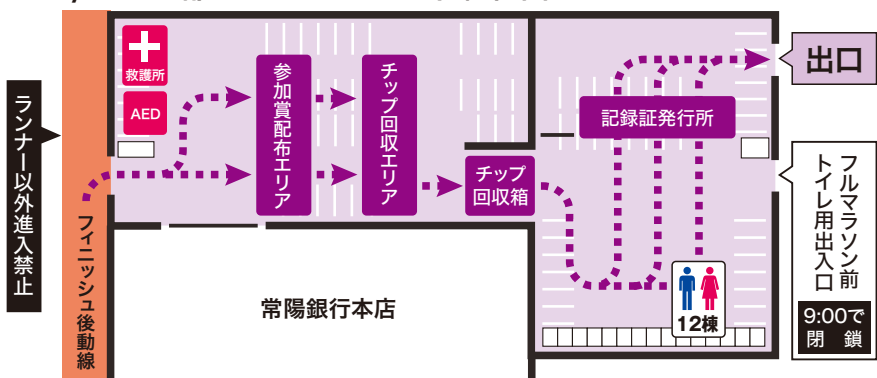 救護所
AED
ランナー以外進入禁止
フィニッシュ後動線
参加賞配布エリア
チップ回収エリア
チップ
回収箱
記録証発行所
出口
フルマラソン前
トイレ用出入口
9:00で
閉鎖
12棟
常陽銀行本店